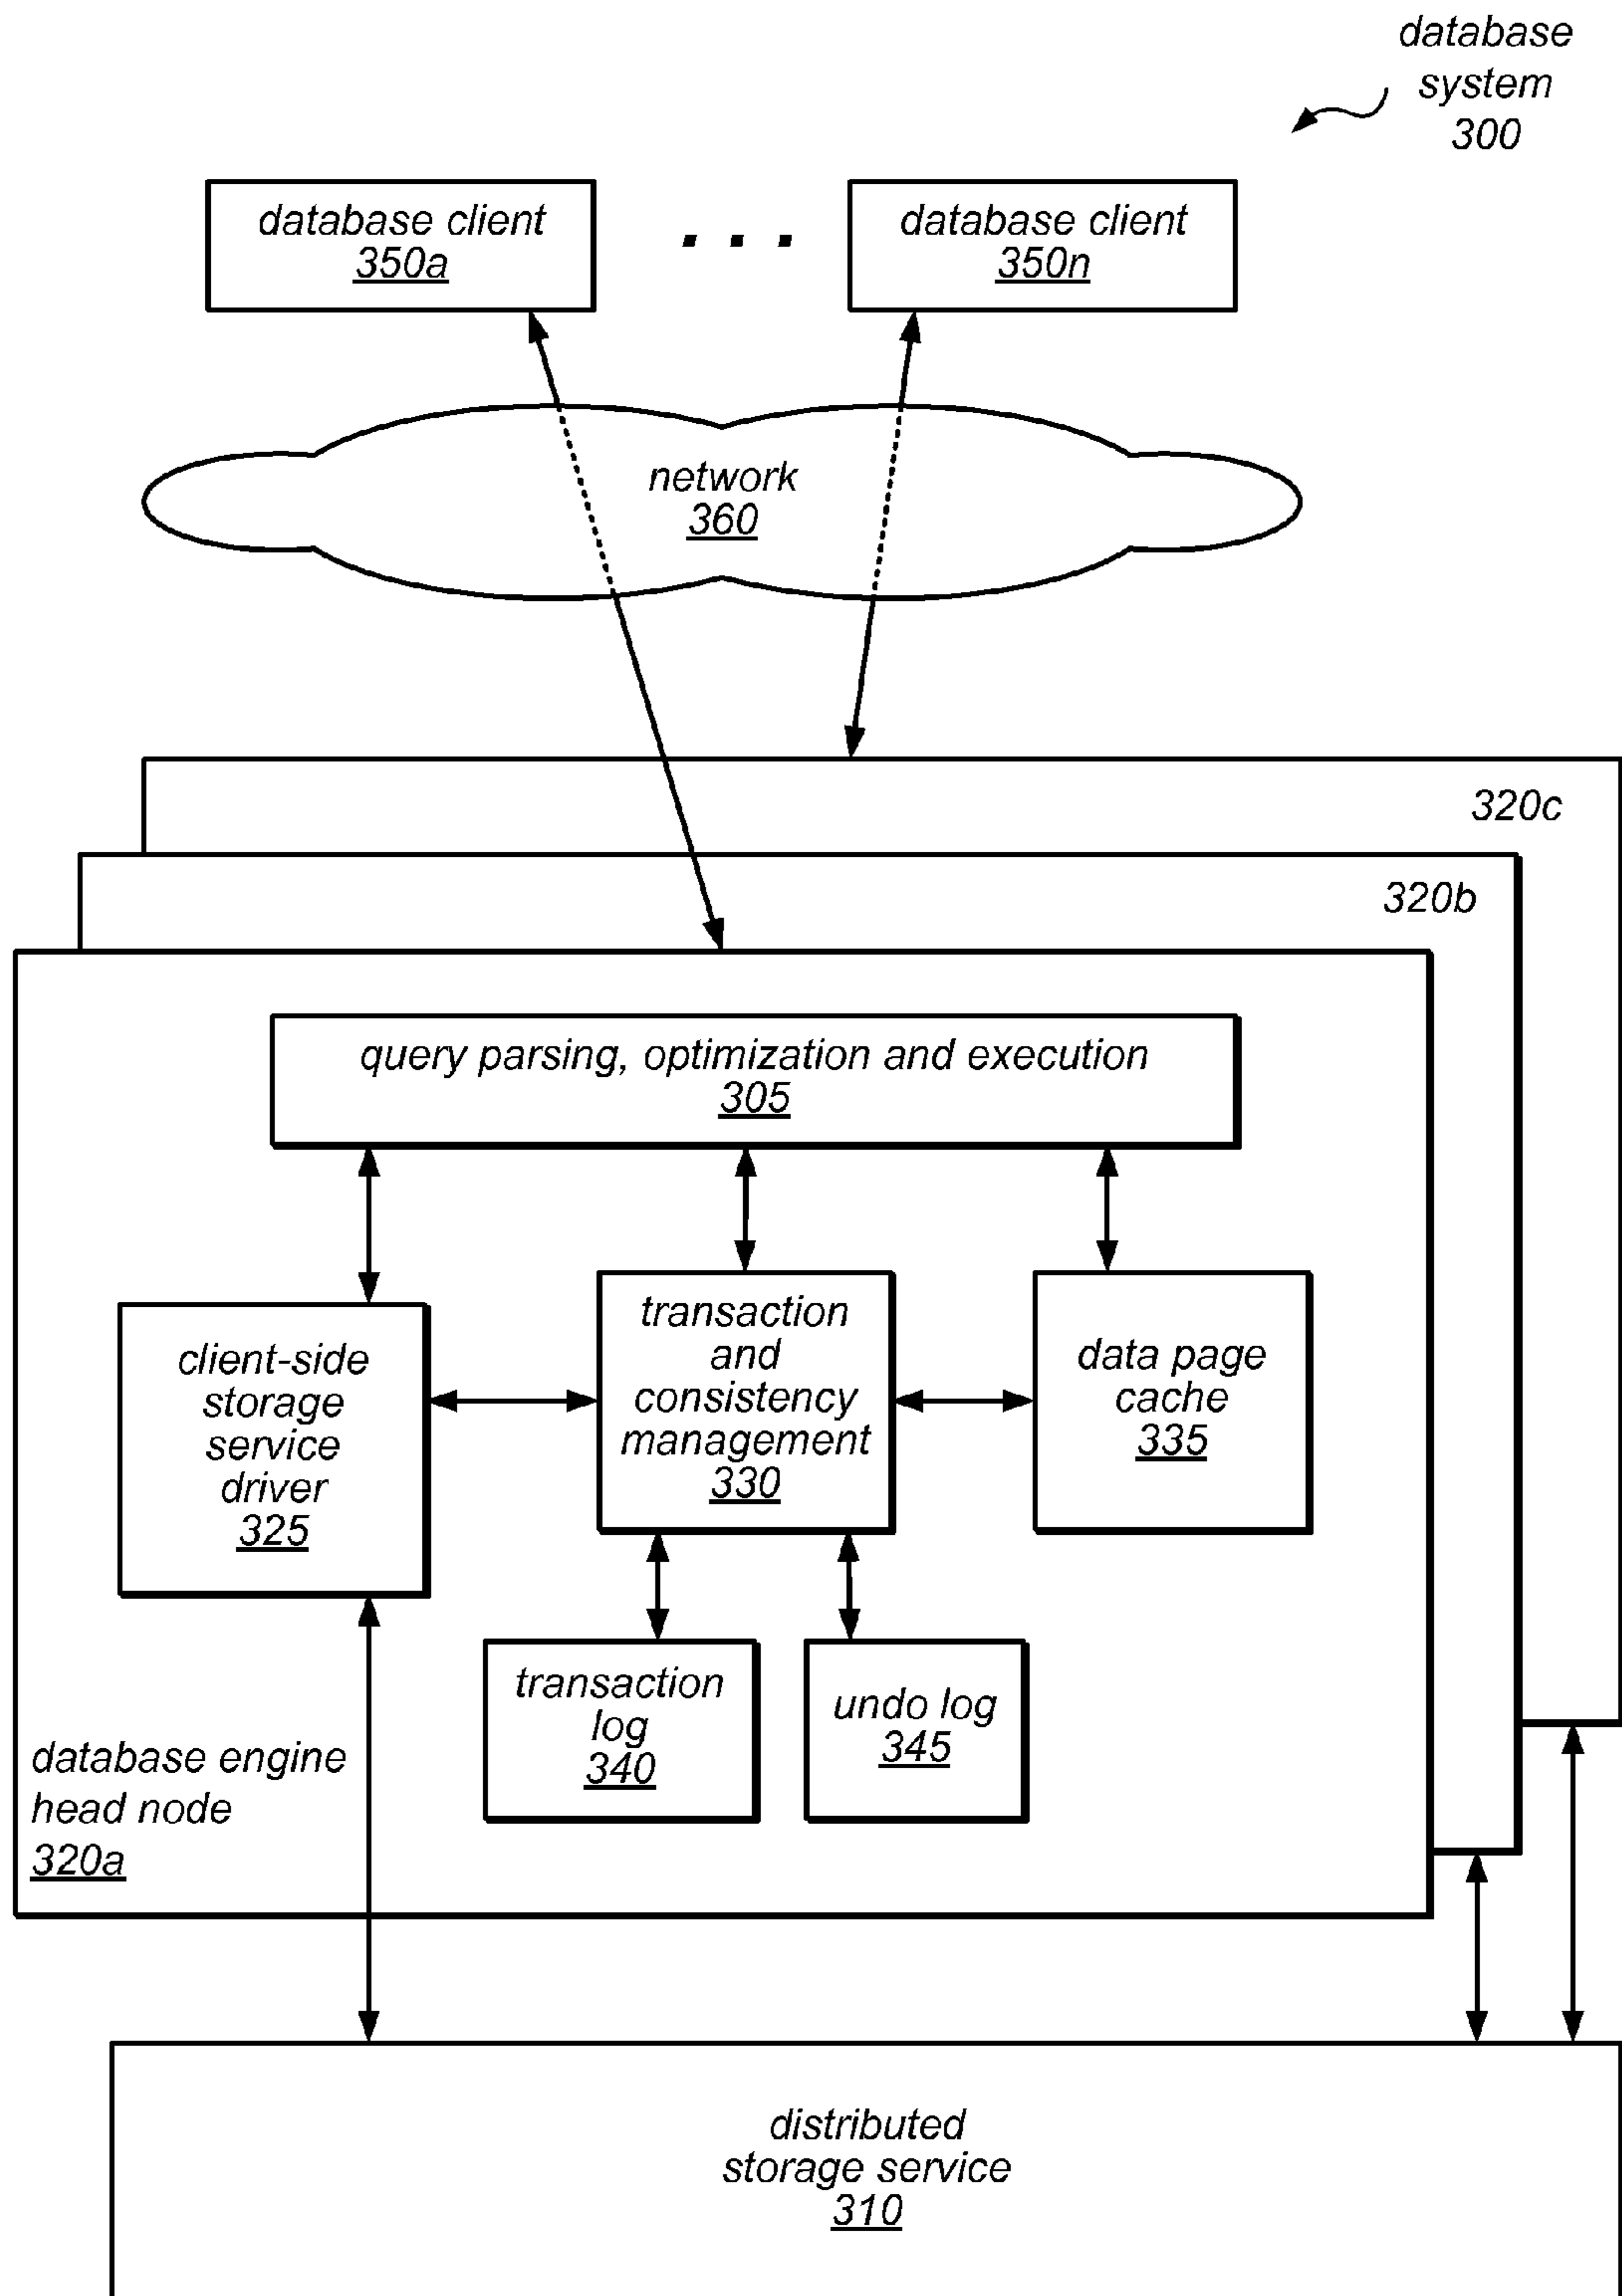 database
system
300
database client
350a
. . .
database client
350n
network
360
320c
320b
query parsing, optimization and execution
305
client-side
storage
service
driver
325
transaction
and
consistency
management
330
data page
cache
335
transaction
log
340
undo log
345
database engine
head node
320a
distributed
storage service
310